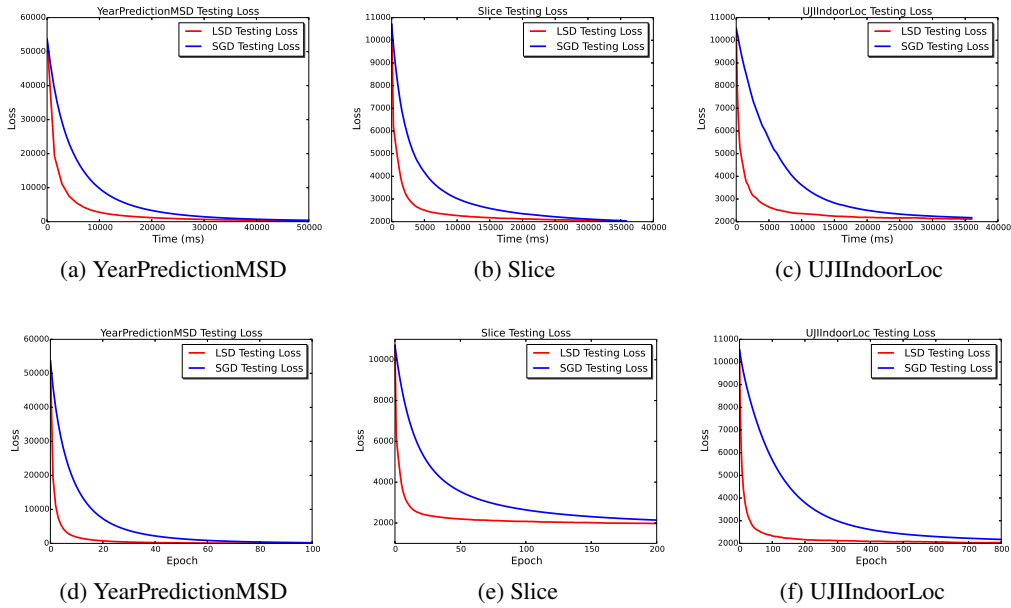 YearPredictionMSD Testing Loss
60000
50000
40000
30000
20000
10000
0
Loss
LSD Testing Loss
SGD Testing Loss
0 10000 20000 30000 40000 50000
Time (ms)
(a) YearPredictionMSD
Slice Testing Loss
11000
10000
9000
8000
7000
6000
5000
4000
3000
2000
Loss
LSD Testing Loss
SGD Testing Loss
0 5000 10000 15000 20000 25000 30000 35000 40000
Time (ms)
(b) Slice
UJIIndoorLoc Testing Loss
11000
10000
9000
8000
7000
6000
5000
4000
3000
2000
Loss
LSD Testing Loss
SGD Testing Loss
0 5000 10000 15000 20000 25000 30000 35000 40000
Time (ms)
(c) UJIIndoorLoc
YearPredictionMSD Testing Loss
60000
50000
40000
30000
20000
10000
0
Loss
LSD Testing Loss
SGD Testing Loss
0 20 40 60 80 100
Epoch
(d) YearPredictionMSD
Slice Testing Loss
10000
8000
6000
4000
2000
Loss
LSD Testing Loss
SGD Testing Loss
0 50 100 150 200
Epoch
(e) Slice
UJIIndoorLoc Testing Loss
11000
10000
9000
8000
7000
6000
5000
4000
3000
2000
Loss
LSD Testing Loss
SGD Testing Loss
0 100 200 300 400 500 600 700 800
Epoch
(f) UJIIndoorLoc